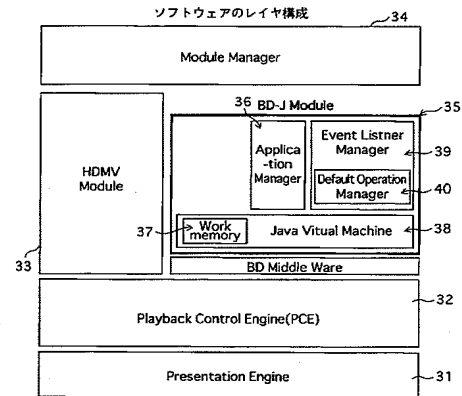 ソフトウェアのレイヤ構成
34
Module Manager
BD-J Module
35
36
HDMV
Module
Applica
-tion
Manager
Event Listner
Manager
39
Default Operation
Manager
40
37
Work
memory
Java Vitual Machine
38
33
BD Middle Ware
32
Playback Control Engine(PCE)
Presentation Engine
31